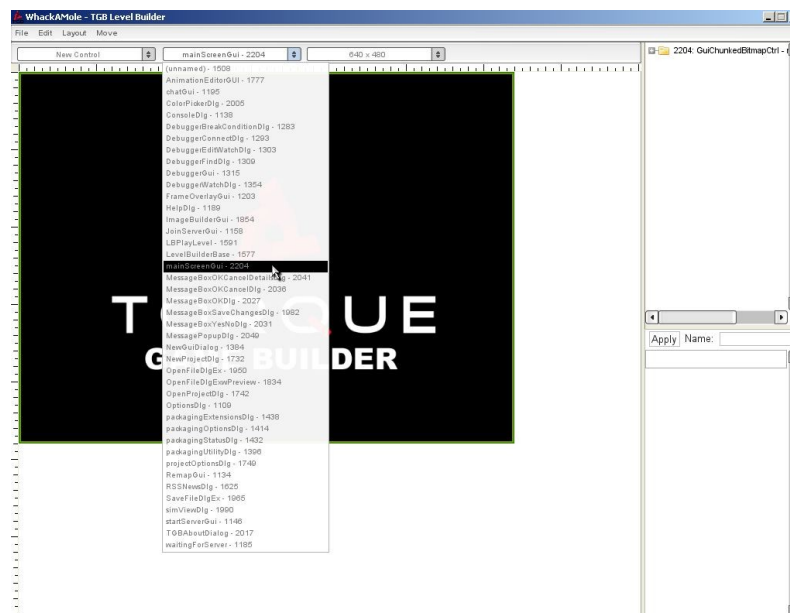 WhackAMole - TGB Level Builder
File Edit Layout Move
New Control mainScreenGui - 2204 640 x 480
2204: GuiChunkedBitmapCtrl -
(unnamed) - 1508
AnimationEditorGUI - 1777
chatGui - 1195
ColorPickerDlg - 2005
ConsoleDlg - 1138
DebuggerBreakConditionDlg - 1283
DebuggerConnectDlg - 1293
DebuggerEditWatchDlg - 1303
DebuggerFindDlg - 1309
DebuggerGui - 1315
DebuggerWatchDlg - 1354
FrameOverlayGui - 1203
HelpDlg - 1189
ImageBuilderGui - 1854
JoinServerGui - 1158
LBPlayLevel - 1591
LevelBuilderBase - 1577
mainScreenGui - 2204
MessageBoxOKCancelDetailsDlg - 2041
MessageBoxOKCancelDlg - 2036
MessageBoxOKDlg - 2027
MessageBoxSaveChangesDlg - 1982
MessageBoxYesNoDlg - 2031
MessagePopupDlg - 2049
NewGuiDialog - 1384
NewProjectDlg - 1732
OpenFileDlgEx - 1950
OpenFileDlgExwPreview - 1834
OpenProjectDlg - 1742
OptionsDlg - 1109
packagingExtensionsDlg - 1438
packagingOptionsDlg - 1414
packagingStatusDlg - 1432
packagingUtilityDlg - 1396
projectOptionsDlg - 1749
RemapGui - 1134
RSSNewsDlg - 1625
SaveFileDlgEx - 1965
simViewDlg - 1990
startServerGui - 1146
TGBAboutDialog - 2017
waitingForServer - 1185
TORQUE
GAME BUILDER
Apply Name: